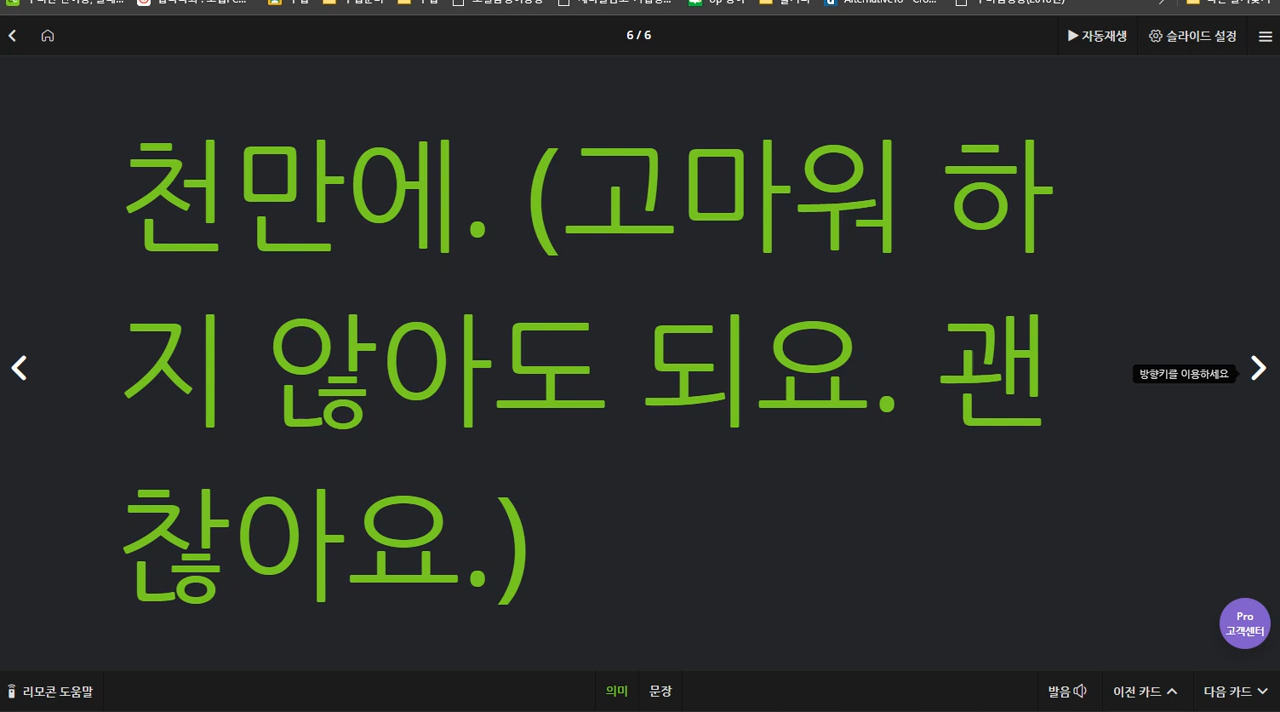 6 / 6
▶ 자동재생
슬라이드 설정
천만에. (고마워 하
지 않아도 되요. 괜
찮아요.)
방향키를 이용하세요
Pro
고객센터
리모콘 도움말
의미
문장
발음
이전 카드
다음 카드